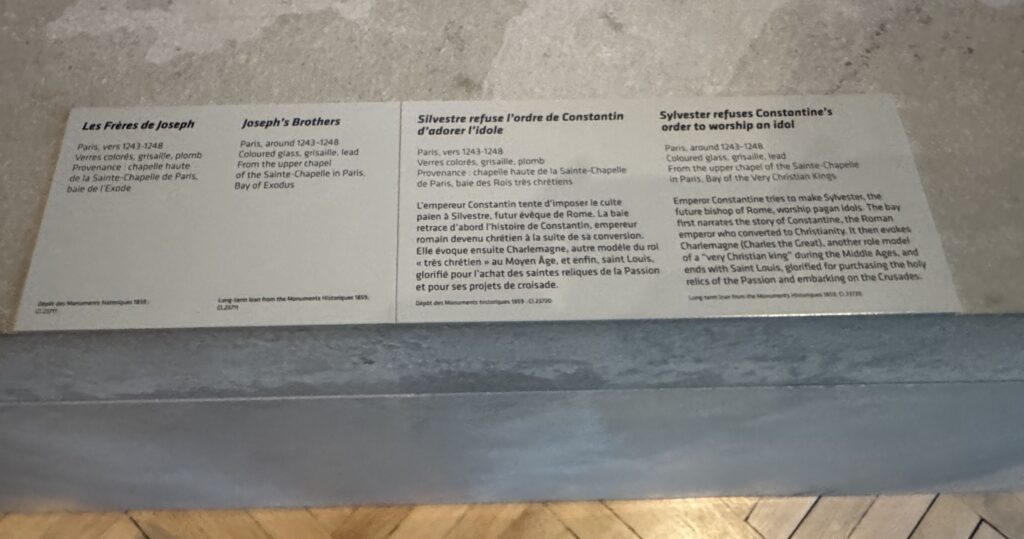 Les Frères de Joseph
Paris, vers 1243-1248
Verres colorés, grisaille, plomb
Provenance : chapelle haute
de la Sainte-Chapelle de Paris,
baie de l'Exode
Dépôt des Monuments historiques 1859 ;
Cl.23711
Joseph's Brothers
Paris, around 1243-1248
Coloured glass, grisaille, lead
From the upper chapel
of the Sainte-Chapelle in Paris,
Bay of Exodus
Long-term loan from the Monuments Historiques 1859;
Cl.23711
Silvestre refuse l'ordre de Constantin
d'adorer l'idole
Paris, vers 1243-1248
Verres colorés, grisaille, plomb
Provenance : chapelle haute de la Sainte-Chapelle
de Paris, baie des Rois très chrétiens
L'empereur Constantin tente d'imposer le culte
païen à Silvestre, futur évêque de Rome. La baie
retrace d'abord l'histoire de Constantin, empereur
romain devenu chrétien à la suite de sa conversion.
Elle évoque ensuite Charlemagne, autre modèle du roi
« très chrétien » au Moyen Âge, et enfin, saint Louis,
glorifié pour l'achat des saintes reliques de la Passion
et pour ses projets de croisade.
Dépôt des Monuments historiques 1859 ; Cl.23720
Sylvester refuses Constantine's
order to worship an idol
Paris, around 1243-1248
Coloured glass, grisaille, lead
From the upper chapel of the Sainte-Chapelle
in Paris, Bay of the Very Christian Kings
Emperor Constantine tries to make Sylvester, the
future bishop of Rome, worship pagan idols. The bay
first narrates the story of Constantine, the Roman
emperor who converted to Christianity. It then evokes
Charlemagne (Charles the Great), another role model
of a "very Christian king" during the Middle Ages, and
ends with Saint Louis, glorified for purchasing the holy
relics of the Passion and embarking on the Crusades.
Long-term loan from the Monuments Historiques 1859; Cl.23720